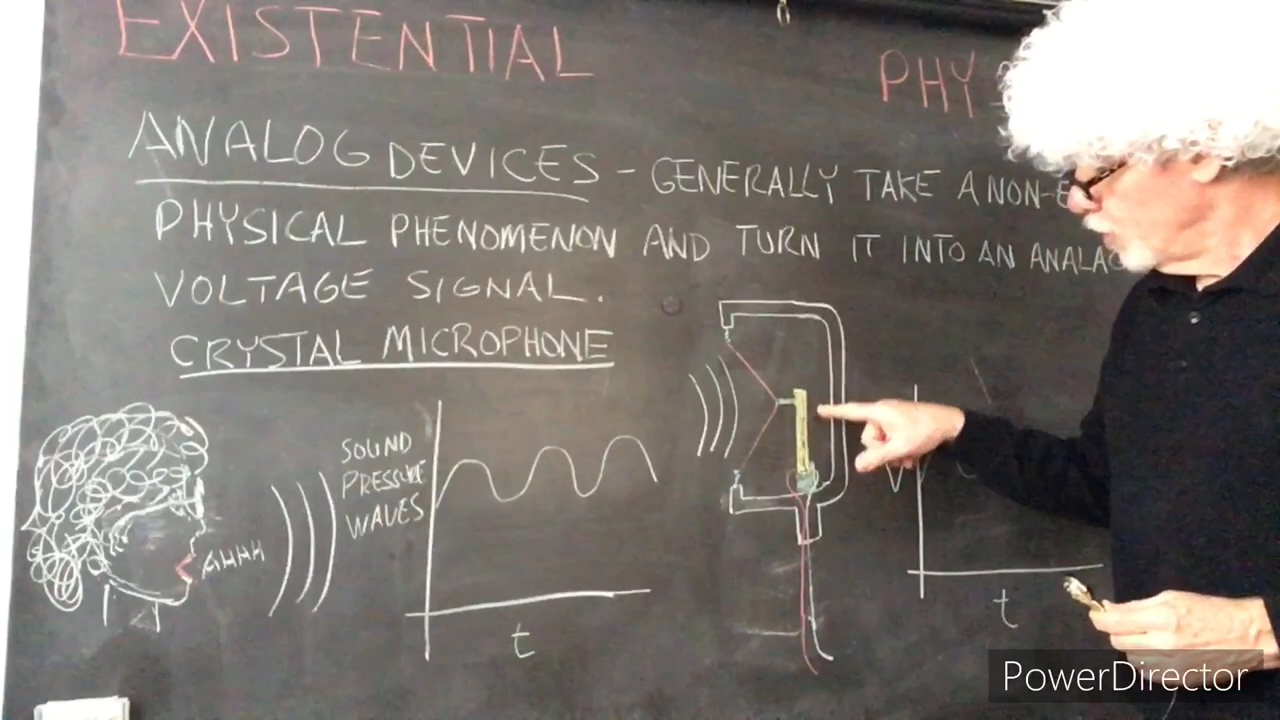 EXISTENTIAL PHY
ANALOG DEVICES - GENERALLY TAKE A NON-E
PHYSICAL PHENOMENON AND TURN IT INTO AN ANALAG
VOLTAGE SIGNAL.
CRYSTAL MICROPHONE
AHHH
SOUND
PRESSURE
WAVES
t
V
t
PowerDirector